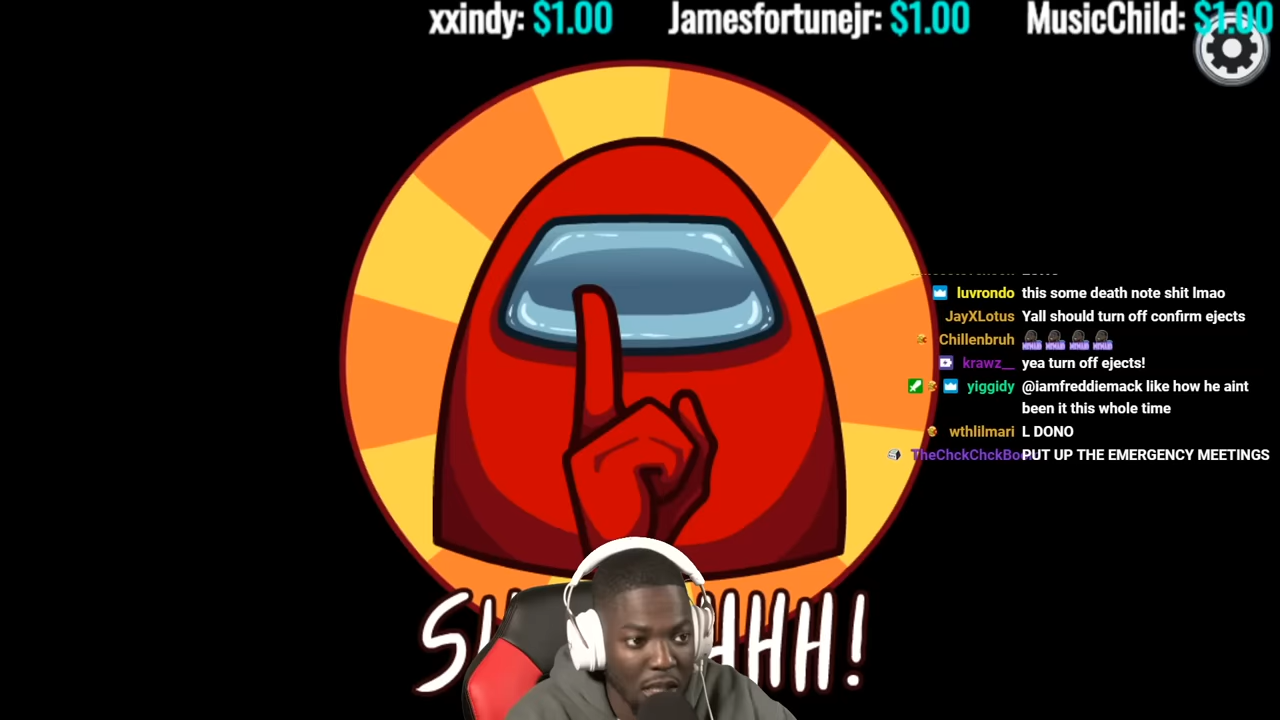 xxindy: $1.00 Jamesfortunejr: $1.00 MusicChild: $1.00
luvrondo this some death note shit lmao
JayXLotus Yall should turn off confirm ejects
Chillenbruh
krawz__ yea turn off ejects!
yiggidy @iamfreddiemack like how he aint
been it this whole time
wthlilmari L DONO
PUT UP THE EMERGENCY MEETINGS